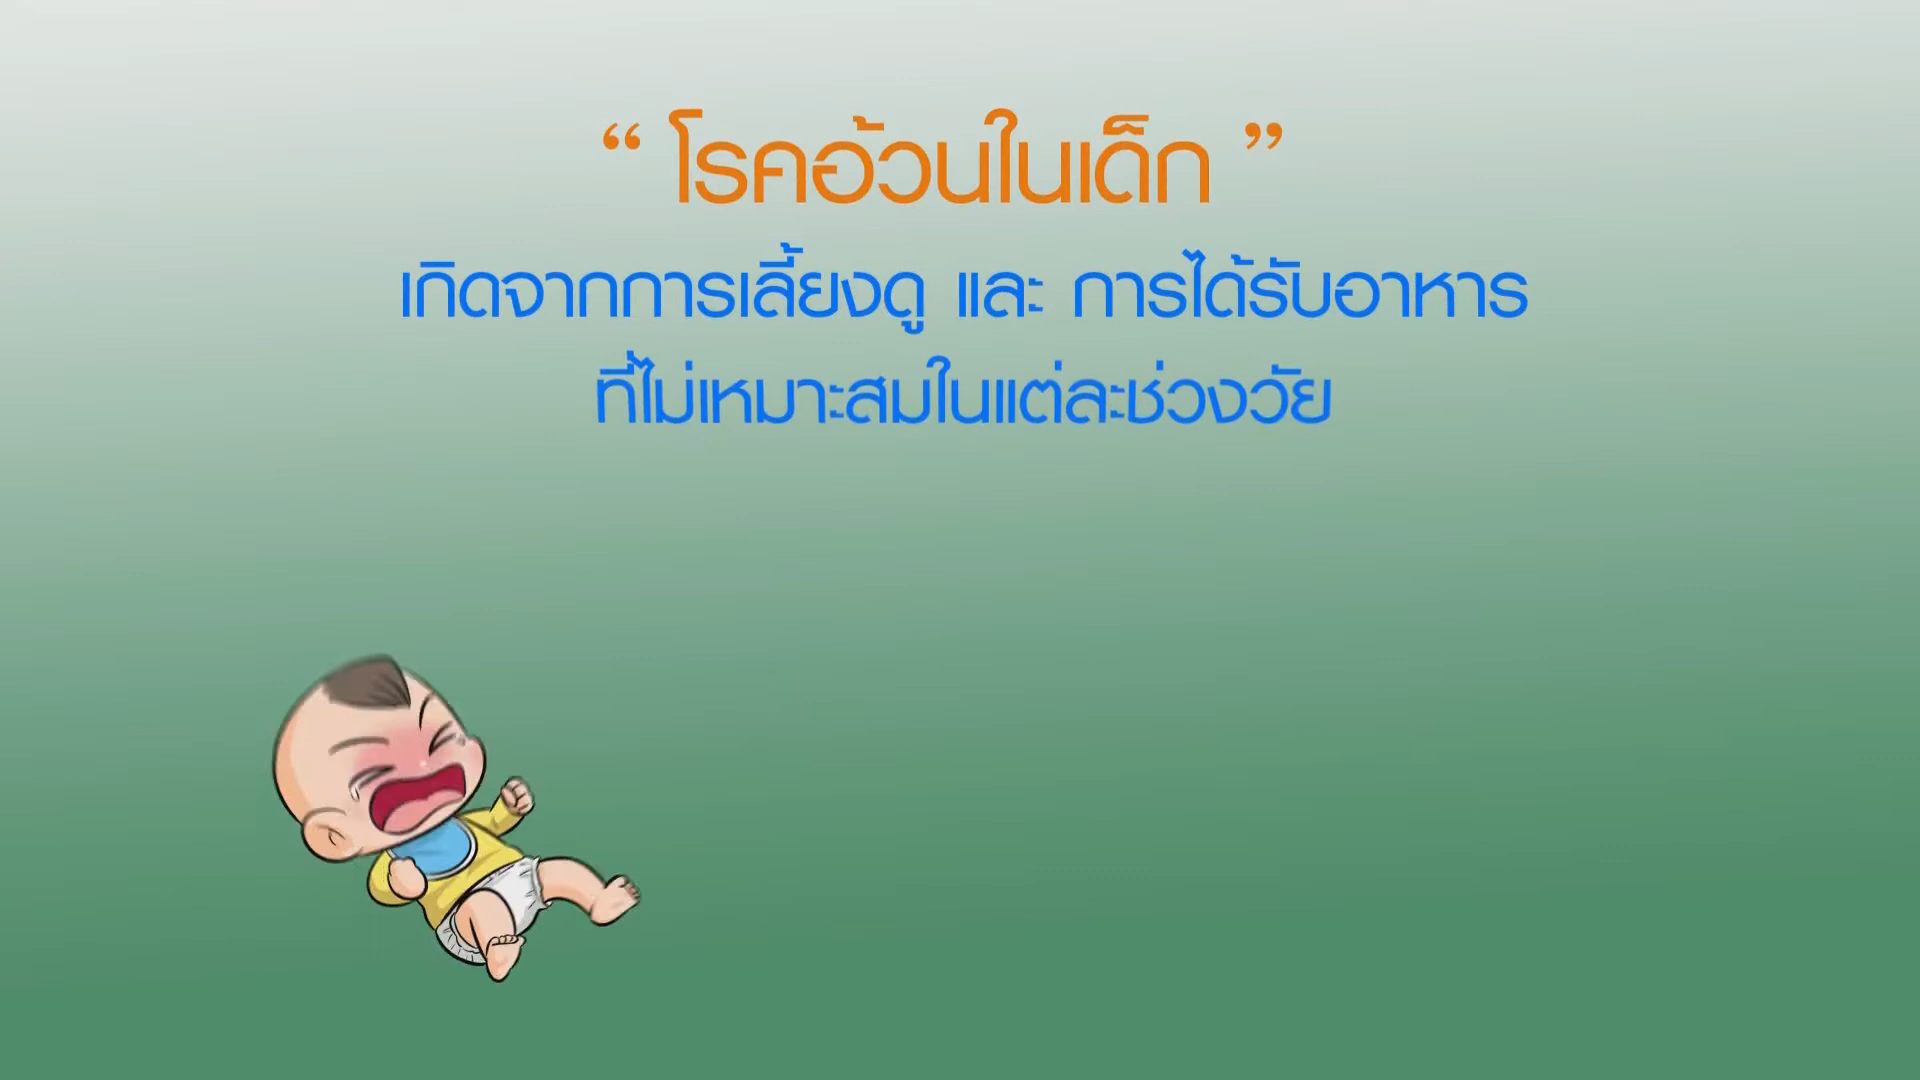 “ โรคอ้วนในเด็ก ”
เกิดจากการเลี้ยงดู และ การได้รับอาหาร
ที่ไม่เหมาะสมในแต่ละช่วงวัย